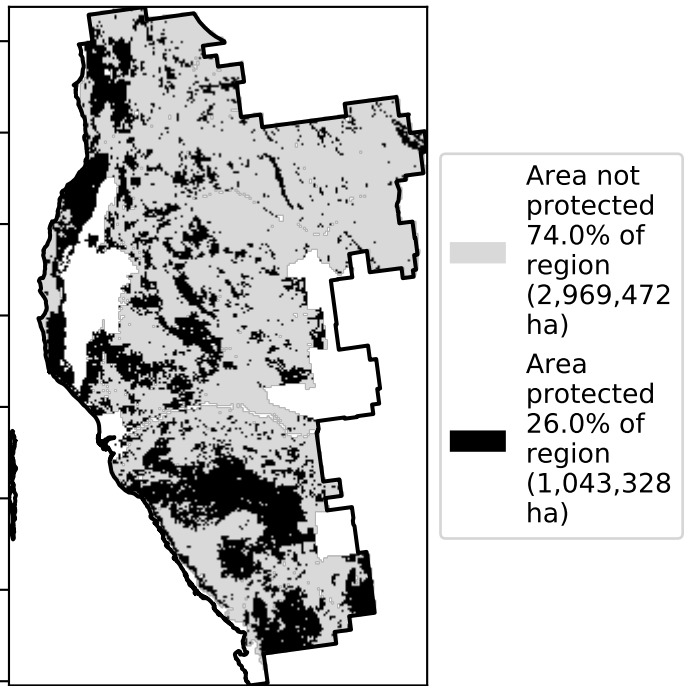 Area not
protected
74.0% of
region
(2,969,472
ha)
Area
protected
26.0% of
region
(1,043,328
ha)